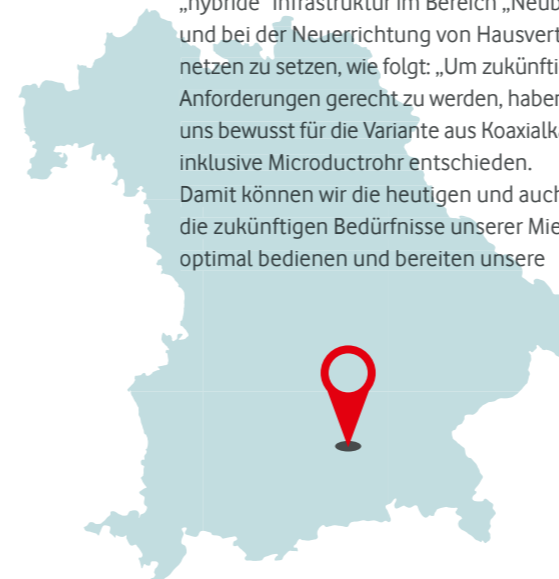 „hybride“ Infrastruktur im Bereich „Neub
und bei der Neuerrichtung von Hausvert
netzen zu setzen, wie folgt: „Um zukünfti
Anforderungen gerecht zu werden, haben
uns bewusst für die Variante aus Koaxialka
inklusive Microductrohr entschieden.
Damit können wir die heutigen und auch
die zukünftigen Bedürfnisse unserer Mie
optimal bedienen und bereiten unsere